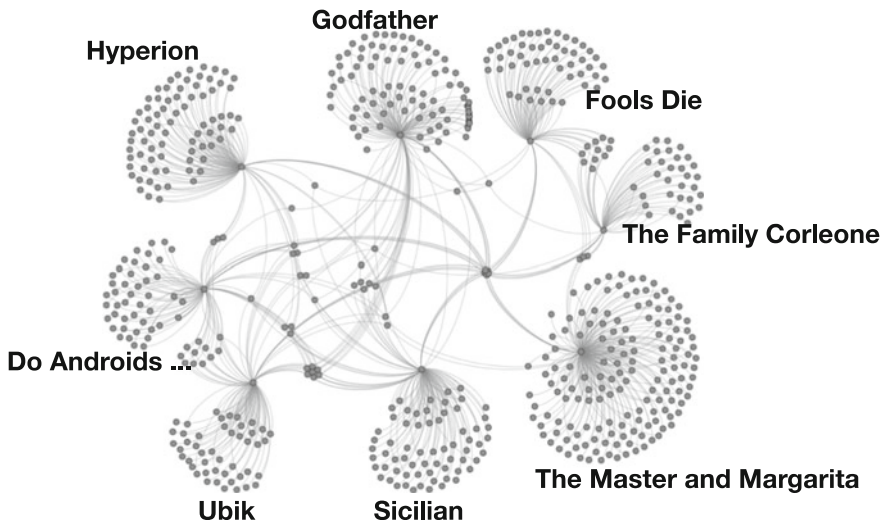 Godfather
Hyperion
Fools Die
The Family Corleone
Do Androids ...
The Master and Margarita
Ubik
Sicilian